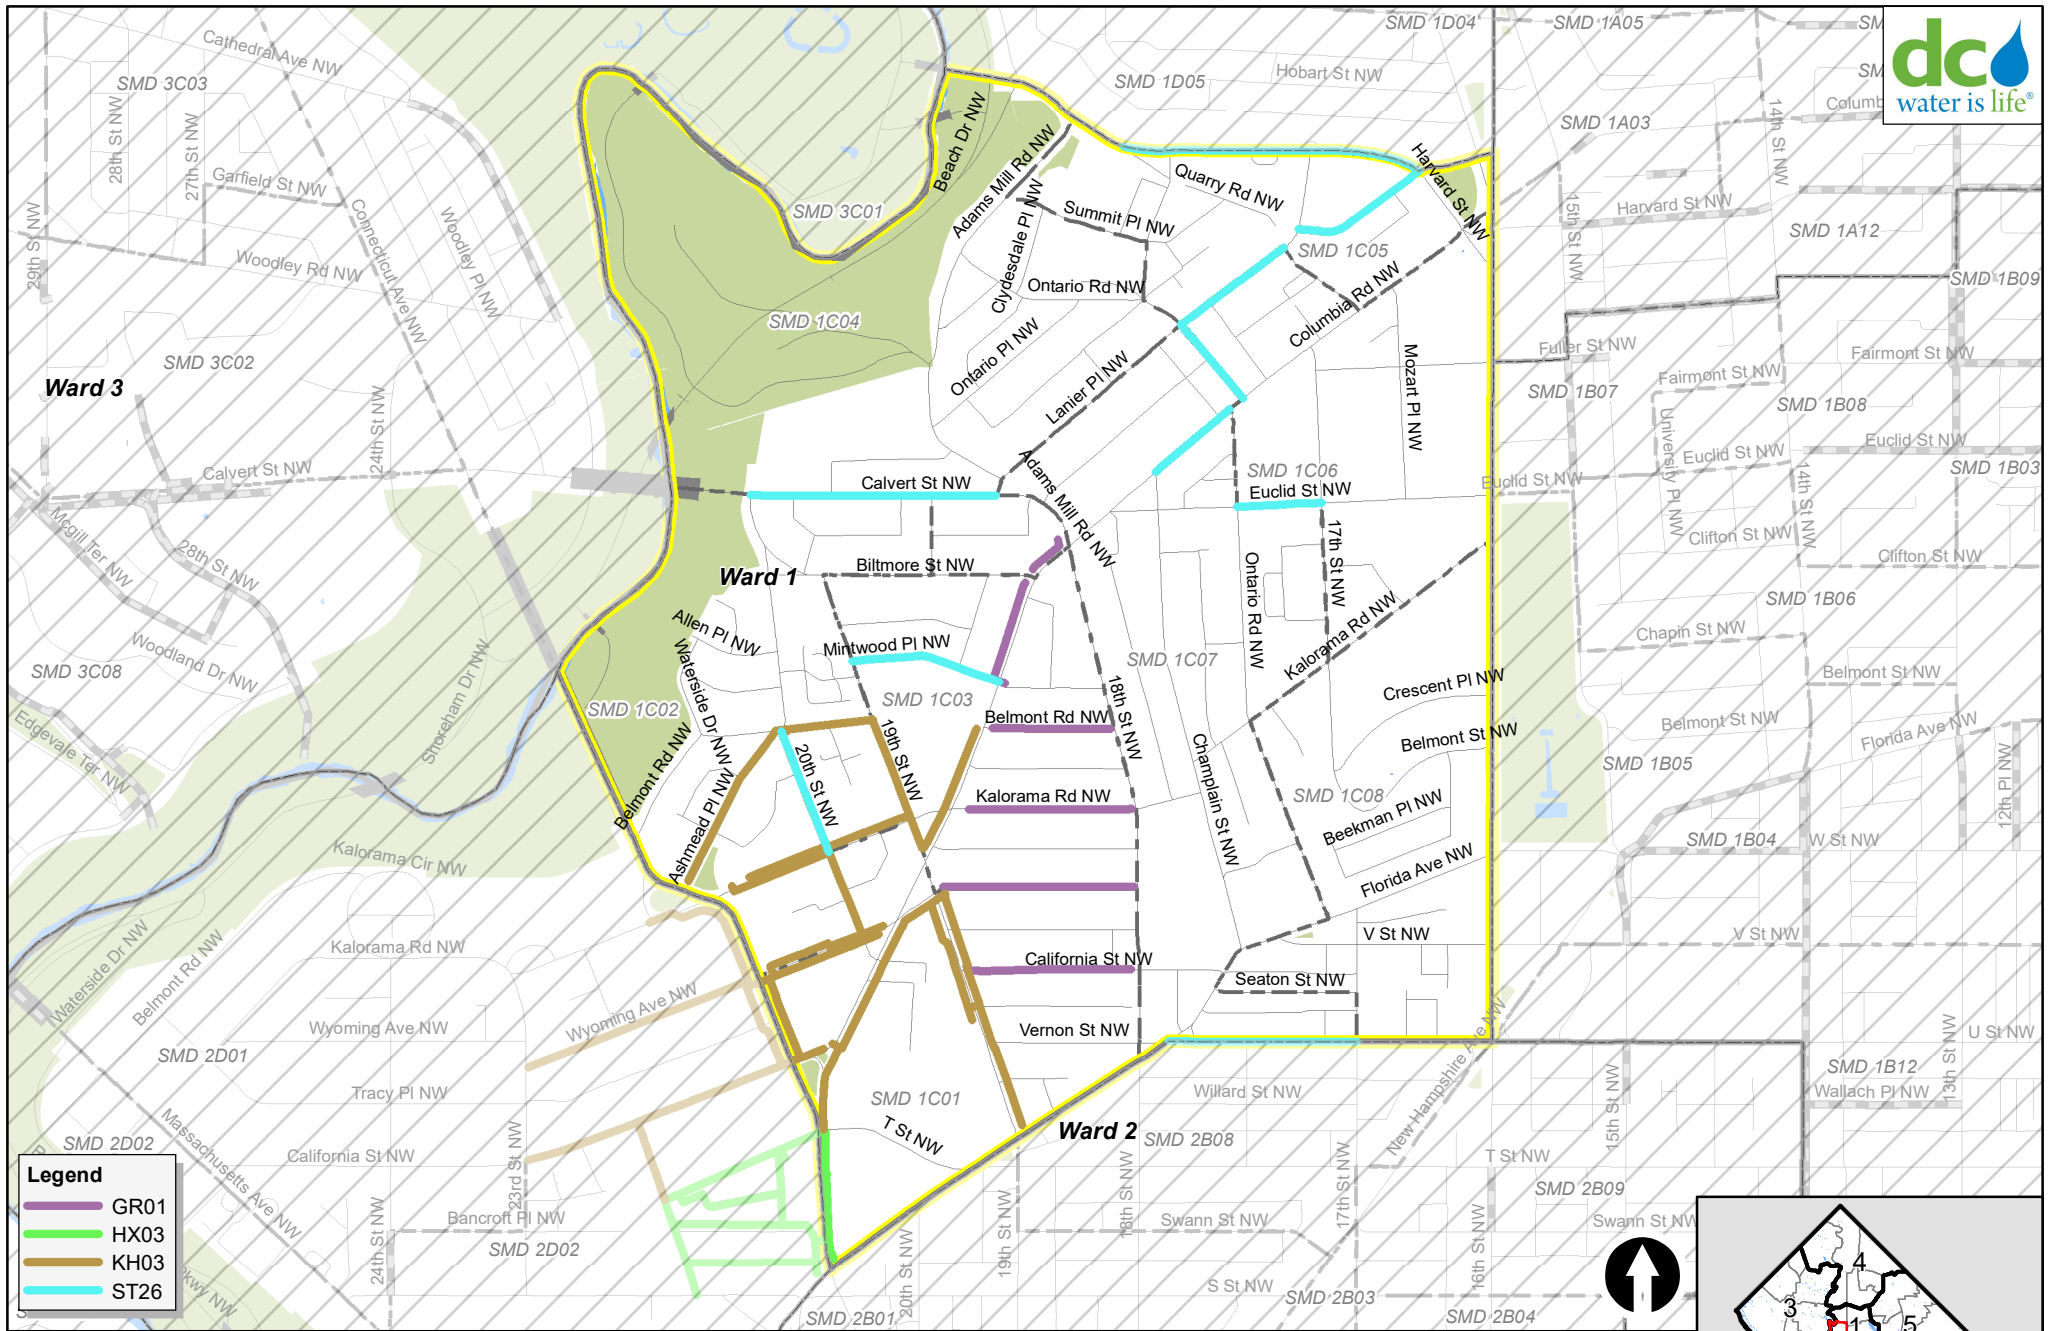 SMD 1D04
SMD 1A05
SM
dc
water is life®
Cathedral Ave NW
SMD 3C03
Hobart St NW
SMD 1D05
SM
Columb
14th St NW
SMD 1A03
28th St NW
27th St NW
Beach Dr NW
Adams Mill Rd NW
Harvard St NW
Garfield St NW
Quarry Rd NW
Harvard St NW
15th St NW
SMD 3C01
Summit Pl NW
Clydesdale Pl NW
SMD 1C05
SMD 1A12
29th St NW
Woodley Rd NW
Connecticut Ave NW
Woodley Pl NW
Ontario Rd NW
Columbia Rd NW
SMD 1B09
SMD 1C04
Ontario Pl NW
Fuller St NW
Fairmont St NW
SMD 3C02
Ward 3
Lanier Pl NW
Mozart Pl NW
Fairmont St NW
SMD 1B07
SMD 1B08
University Pl NW
24th St NW
Calvert St NW
Calvert St NW
Adams Mill Rd NW
SMD 1C06
Euclid St NW
Euclid St NW
Euclid St NW
Euclid St NW
SMD 1B03
14th St NW
Mcgill Ter NW
28th St NW
Clifton St NW
Clifton St NW
Ward 1
Biltmore St NW
17th St NW
Ontario Rd NW
SMD 1B06
Allen Pl NW
Mintwood Pl NW
Kalorama Rd NW
Chapin St NW
Woodland Dr NW
SMD 3C08
Shoreham Dr NW
Waterside Dr NW
SMD 1C07
Belmont St NW
SMD 1C02
SMD 1C03
Crescent Pl NW
Belmont Rd NW
18th St NW
Belmont St NW
Belmont St NW
Florida Ave NW
Edgevale Ter NW
Belmont Rd NW
20th St NW
19th St NW
Champlain St NW
SMD 1B05
12th Pl NW
Ashmead Pl NW
Kalorama Rd NW
SMD 1C08
Beekman Pl NW
SMD 1B04
W St NW
Kalorama Cir NW
Florida Ave NW
Kalorama Rd NW
V St NW
V St NW
Waterside Dr NW
Belmont Rd NW
California St NW
Seaton St NW
Wyoming Ave NW
Wyoming Ave NW
Vernon St NW
New Hampshire Ave NW
U St NW
SMD 2D01
SMD 1B12
Tracy Pl NW
Willard St NW
15th St NW
Wallach Pl NW
13th St NW
SMD 1C01
Massachusetts Ave NW
T St NW
Ward 2
SMD 2B08
SMD 2D02
California St NW
23rd St NW
T St NW
SMD 2B09
Legend
GR01
HX03
KH03
ST26
24th St NW
Bancroft Pl NW
SMD 2D02
20th St NW
19th St NW
18th St NW
Swann St NW
17th St NW
16th St NW
Swann St NW
kwy NW
S St NW
SMD 2B03
SMD 2B04
SMD 2B01
4
3
1
5